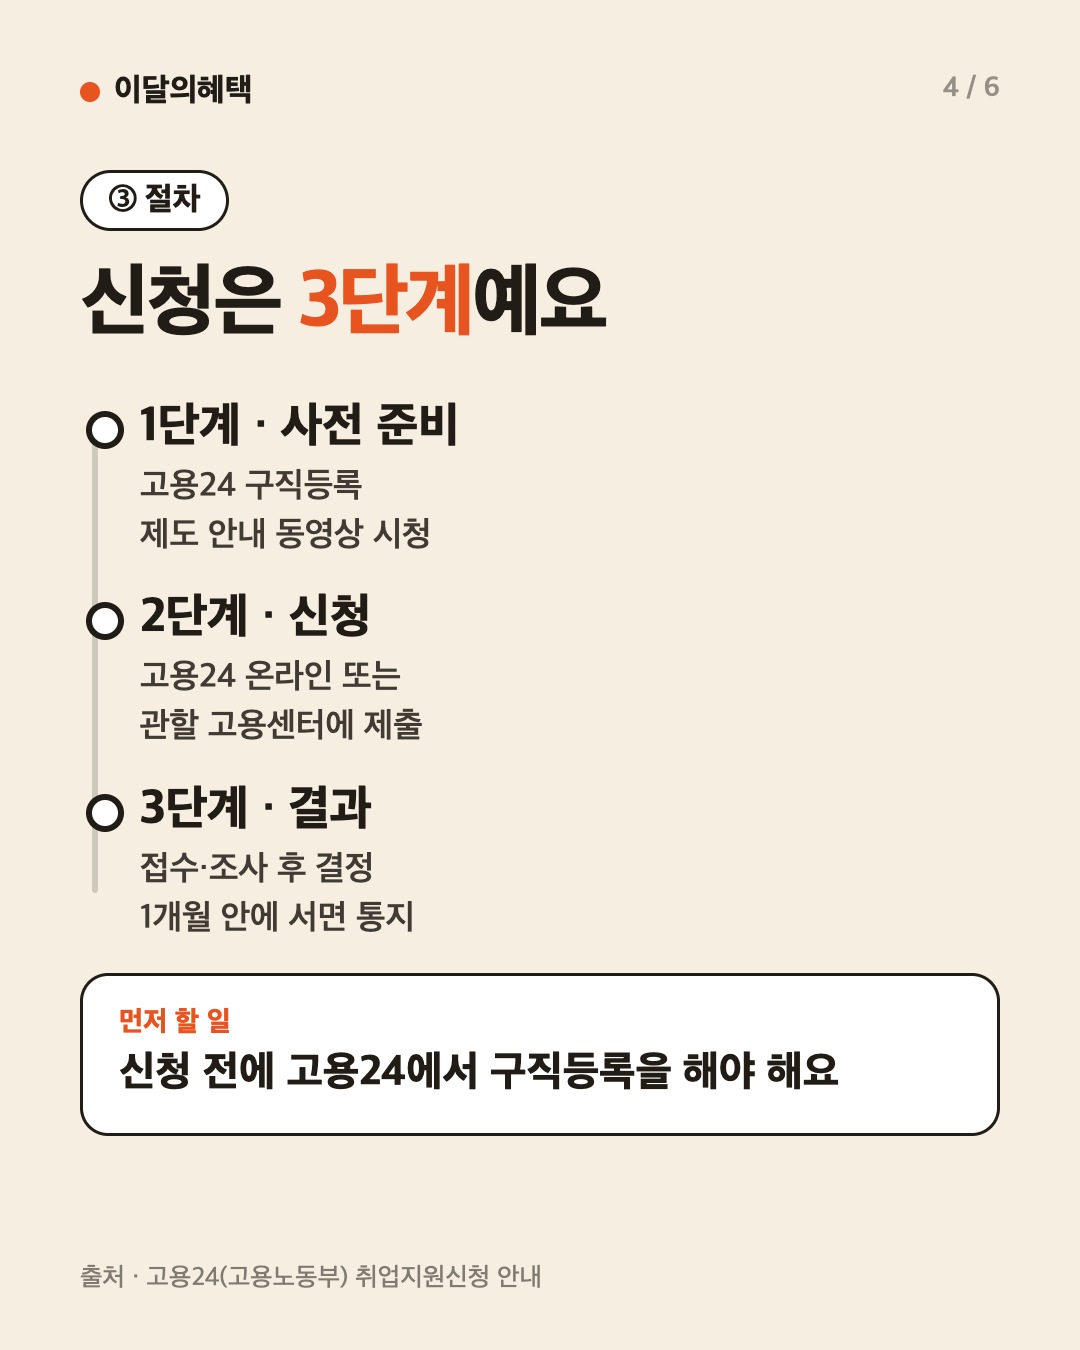 이달의혜택
4 / 6
③ 절차
신청은 3단계예요
1단계 · 사전 준비
고용24 구직등록
제도 안내 동영상 시청
2단계 · 신청
고용24 온라인 또는
관할 고용센터에 제출
3단계 · 결과
접수·조사 후 결정
1개월 안에 서면 통지
먼저 할 일
신청 전에 고용24에서 구직등록을 해야 해요
출처 · 고용24(고용노동부) 취업지원신청 안내